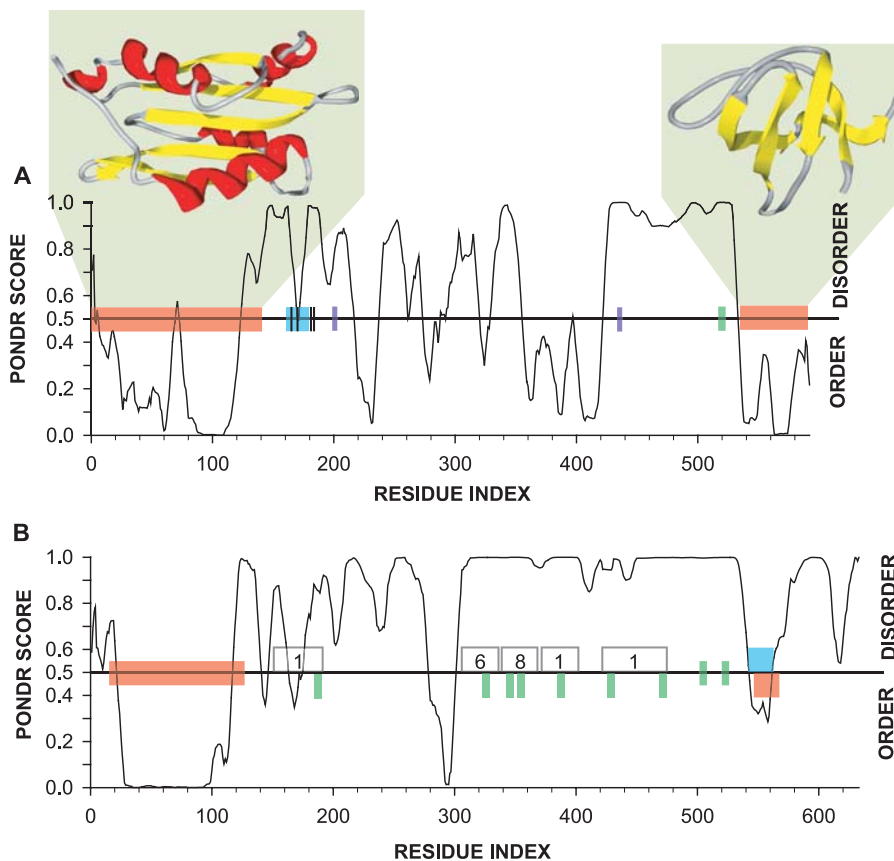 A
PONDR SCORE
1.0
0.8
0.6
0.5
0.4
0.2
0.0
DISORDER
ORDER
0 100 200 300 400 500
RESIDUE INDEX
B
PONDR SCORE
1.0
0.8
0.6
0.5
0.4
0.2
0.0
1 6 8 1 1
DISORDER
ORDER
0 100 200 300 400 500 600
RESIDUE INDEX